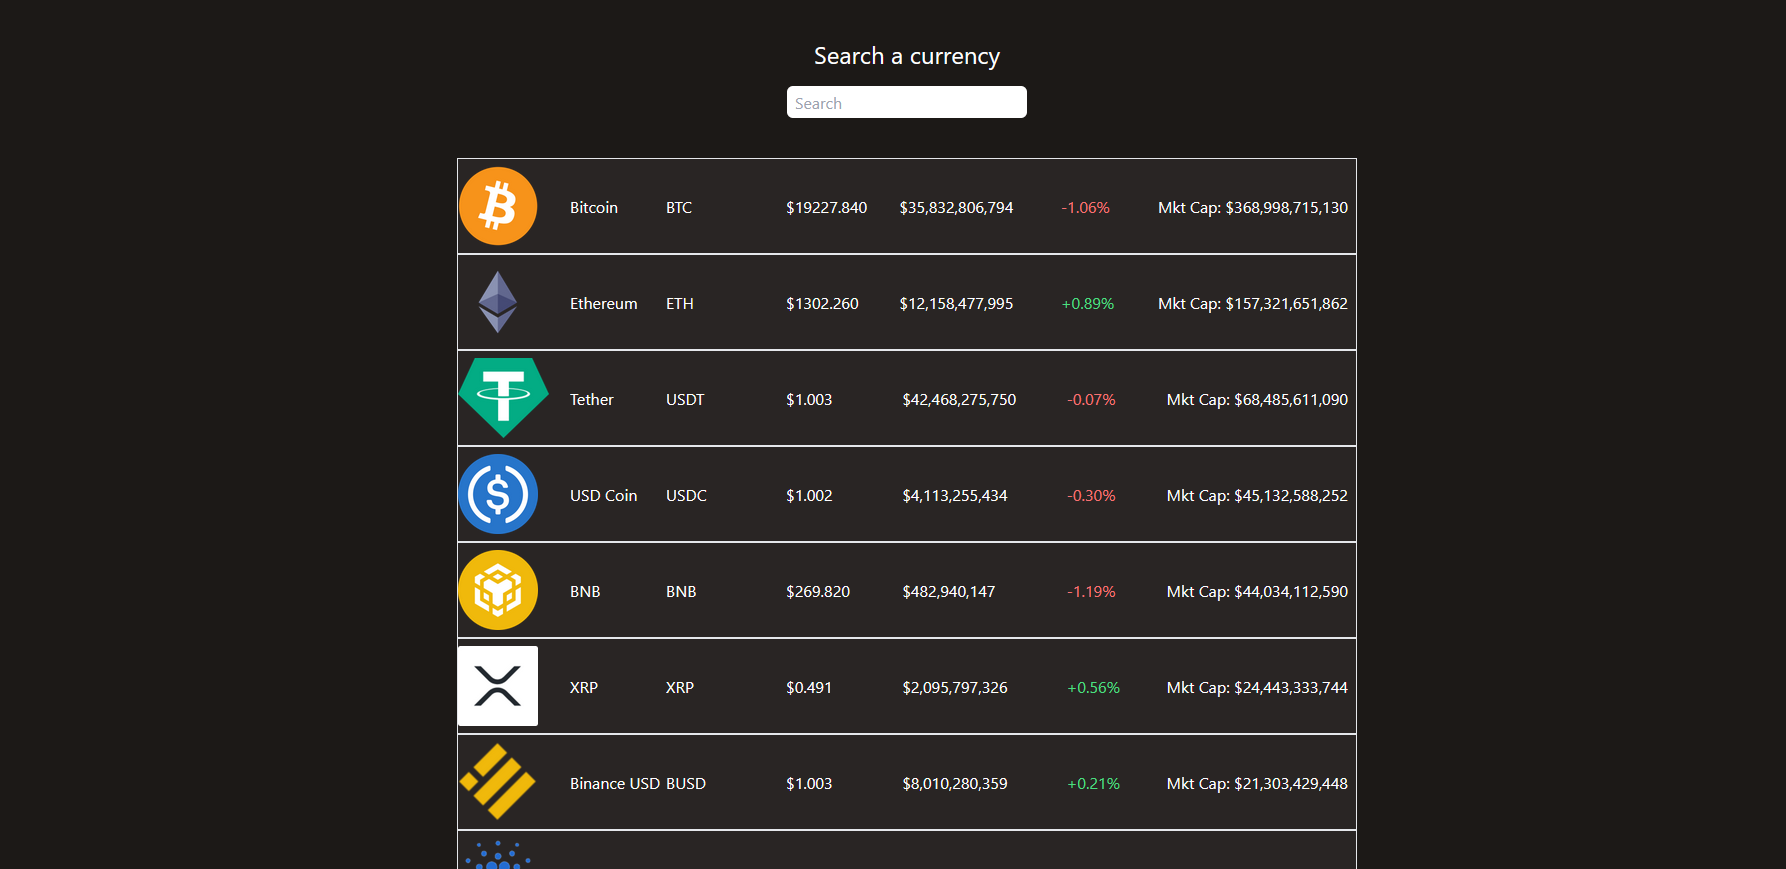 Search a currency
Search
Bitcoin BTC $19227.840 $35,832,806,794 -1.06% Mkt Cap: $368,998,715,130
Ethereum ETH $1302.260 $12,158,477,995 +0.89% Mkt Cap: $157,321,651,862
Tether USDT $1.003 $42,468,275,750 -0.07% Mkt Cap: $68,485,611,090
USD Coin USDC $1.002 $4,113,255,434 -0.30% Mkt Cap: $45,132,588,252
BNB BNB $269.820 $482,940,147 -1.19% Mkt Cap: $44,034,112,590
XRP XRP $0.491 $2,095,797,326 +0.56% Mkt Cap: $24,443,333,744
Binance USD BUSD $1.003 $8,010,280,359 +0.21% Mkt Cap: $21,303,429,448